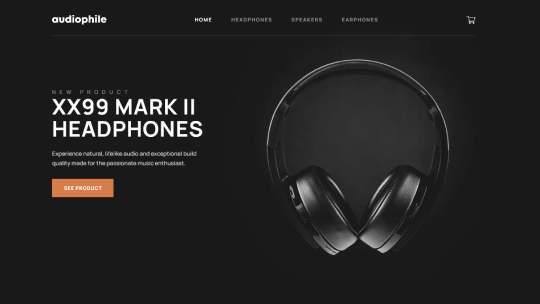 audiophile
HOME HEADPHONES SPEAKERS EARPHONES
NEW PRODUCT
XX99 MARK II
HEADPHONES
Experience natural, lifelike audio and exceptional build
quality made for the passionate music enthusiast.
SEE PRODUCT